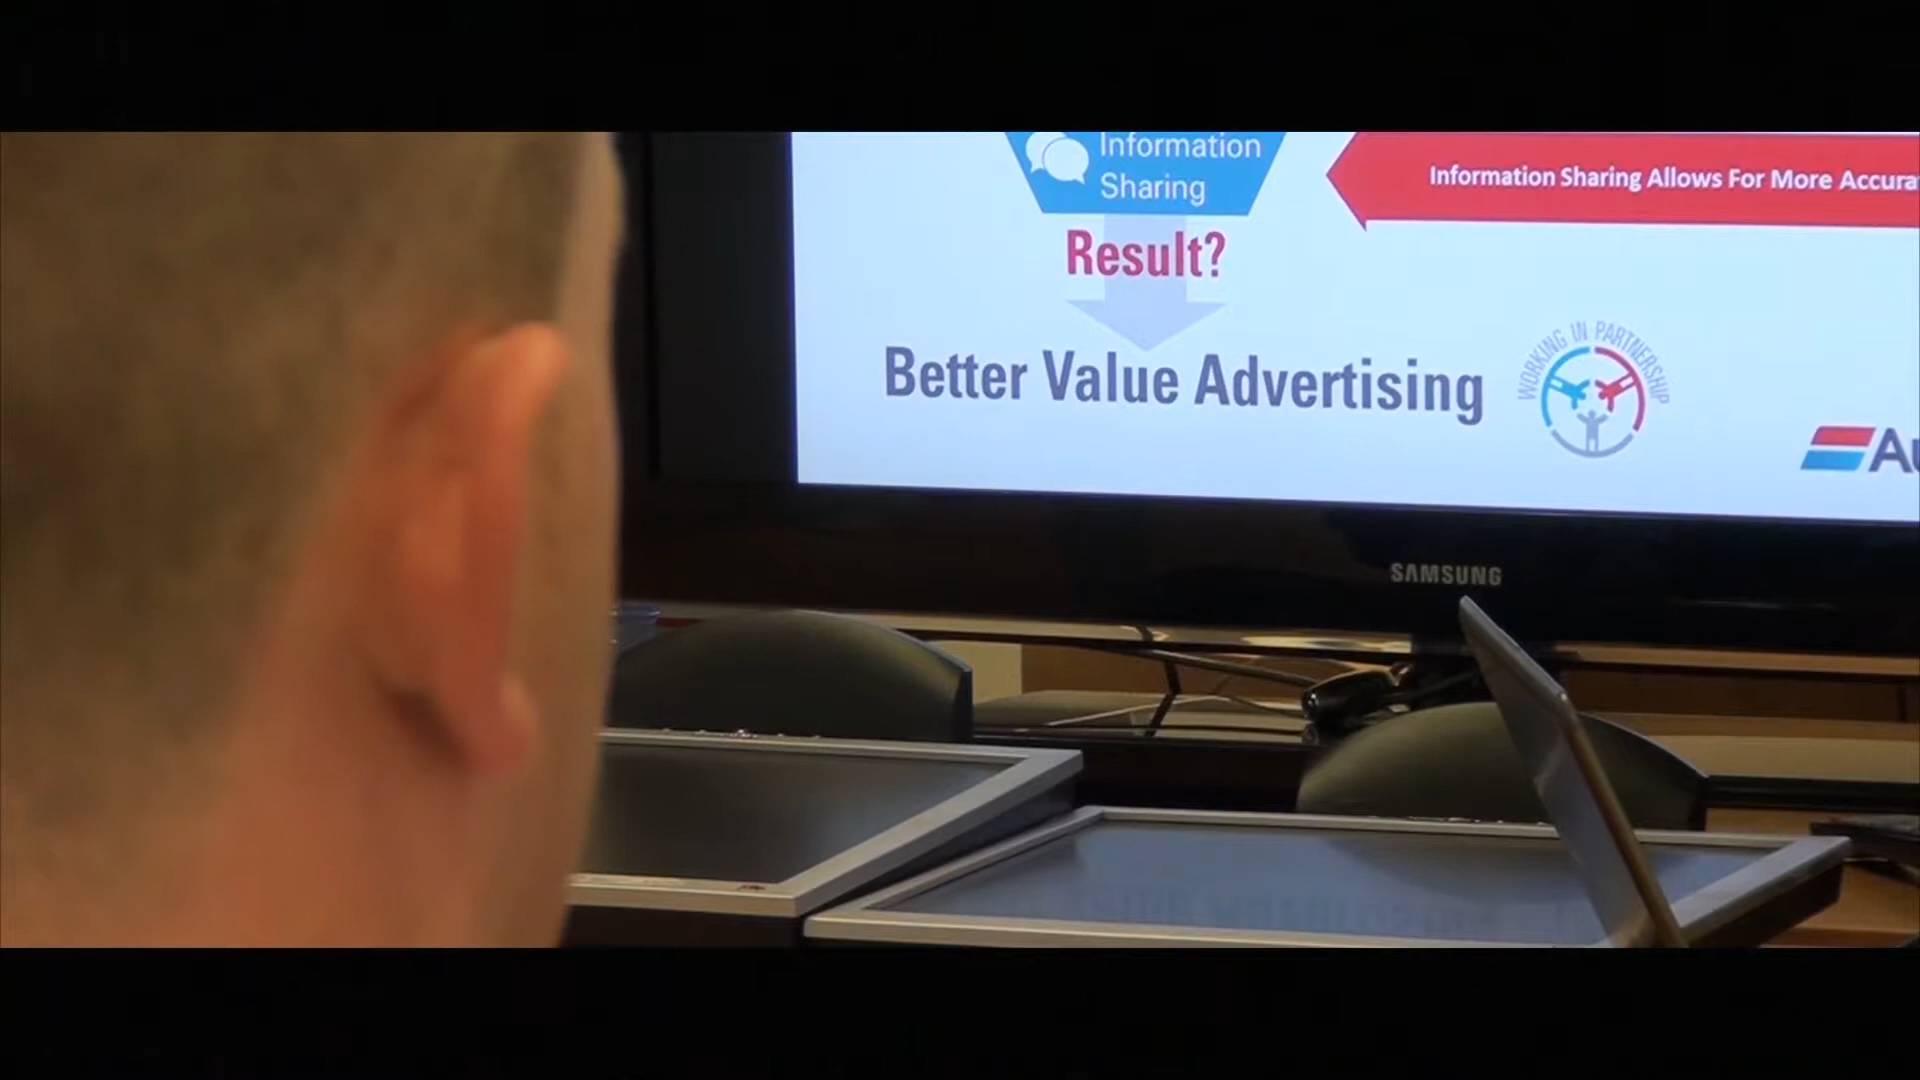 Information
Sharing
Information Sharing Allows For More Accura
Result?
Better Value Advertising
WORKING IN PARTNERSHIP
Au
SAMSUNG